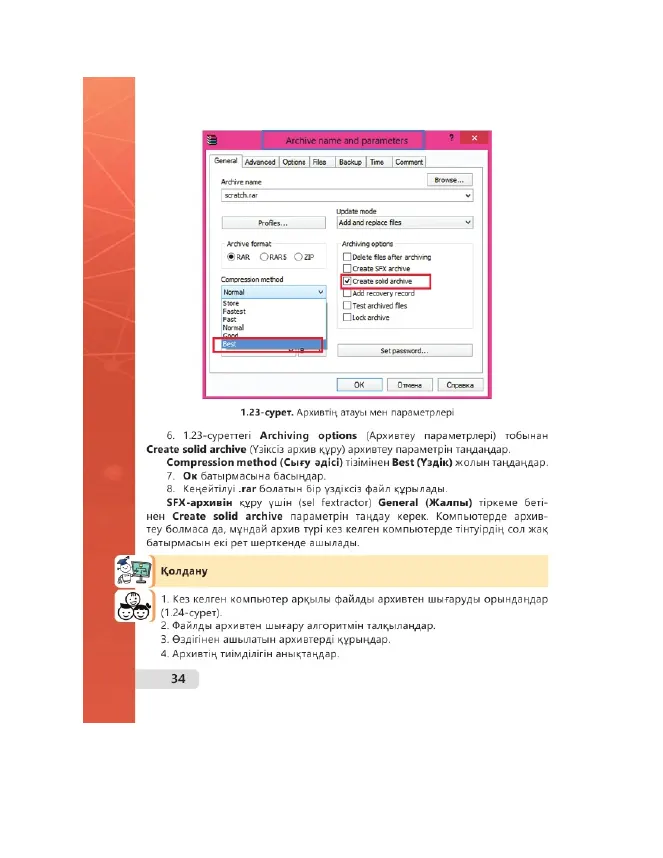 Archive name and parameters
? ×
General Advanced Options Files Backup Time Comment
Archive name
Browse...
scratch.rar
Update mode
Profiles...
Add and replace files
Archive format
RAR RAR5 ZIP
Archiving options
Delete files after archiving
Create SFX archive
Create solid archive
Add recovery record
Test archived files
Lock archive
Compression method
Normal
Store
Fastest
Fast
Normal
Good
Best
Set password...
OK Отмена Справка
1.23-сурет. Архивтің атауы мен параметрлері
6. 1.23-суреттегі Archiving options (Архивтеу параметрлері) тобынан
Create solid archive (Үзіксіз архив құру) архивтеу параметрін таңдаңдар.
Compression method (Сығу әдісі) тізімінен Best (Үздік) жолын таңдаңдар.
7. Ок батырмасына басыңдар.
8. Кеңейтілуі .rar болатын бір үздіксіз файл құрылады.
SFX-архивін құру үшін (sel fextractor) General (Жалпы) тіркеме беті-
нен Create solid archive параметрін таңдау керек. Компьютерде архив-
теу болмаса да, мұндай архив түрі кез келген компьютерде тінтуірдің сол жақ
батырмасын екі рет шерткенде ашылады.
Қолдану
1. Кез келген компьютер арқылы файлды архивтен шығаруды орындаңдар
(1.24-сурет).
2. Файлды архивтен шығару алгоритмін талқылаңдар.
3. Өздігінен ашылатын архивтерді құрыңдар.
4. Архивтің тиімділігін анықтаңдар.
34